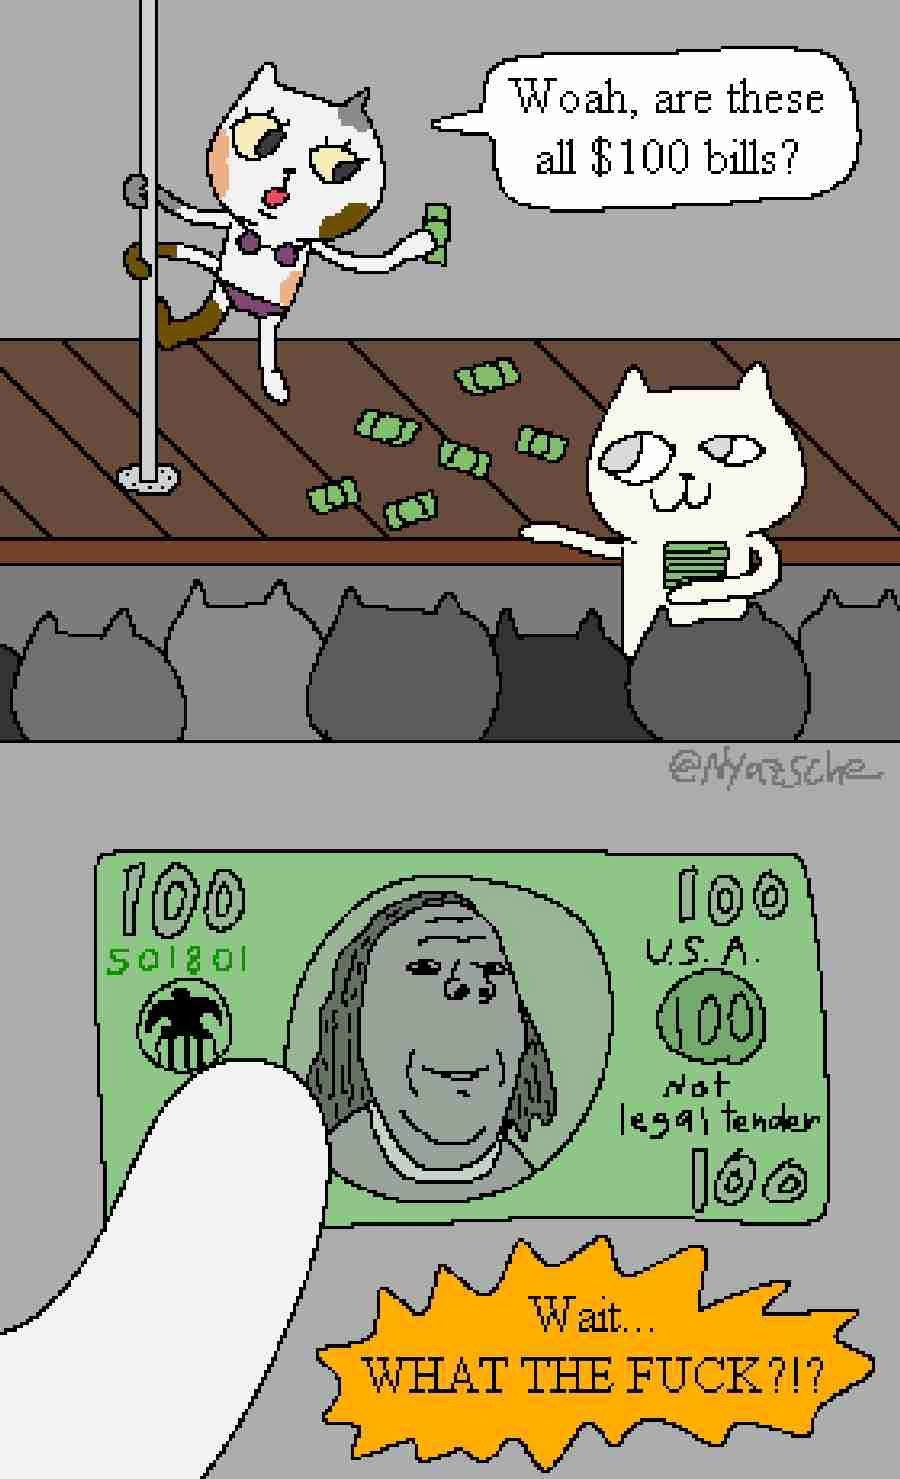 Woah, are these
all $100 bills?
@Nyazsche
100
100
501801
U.S.A.
100
Not
legal tender
100
Wait...
WHAT THE FUCK?!?